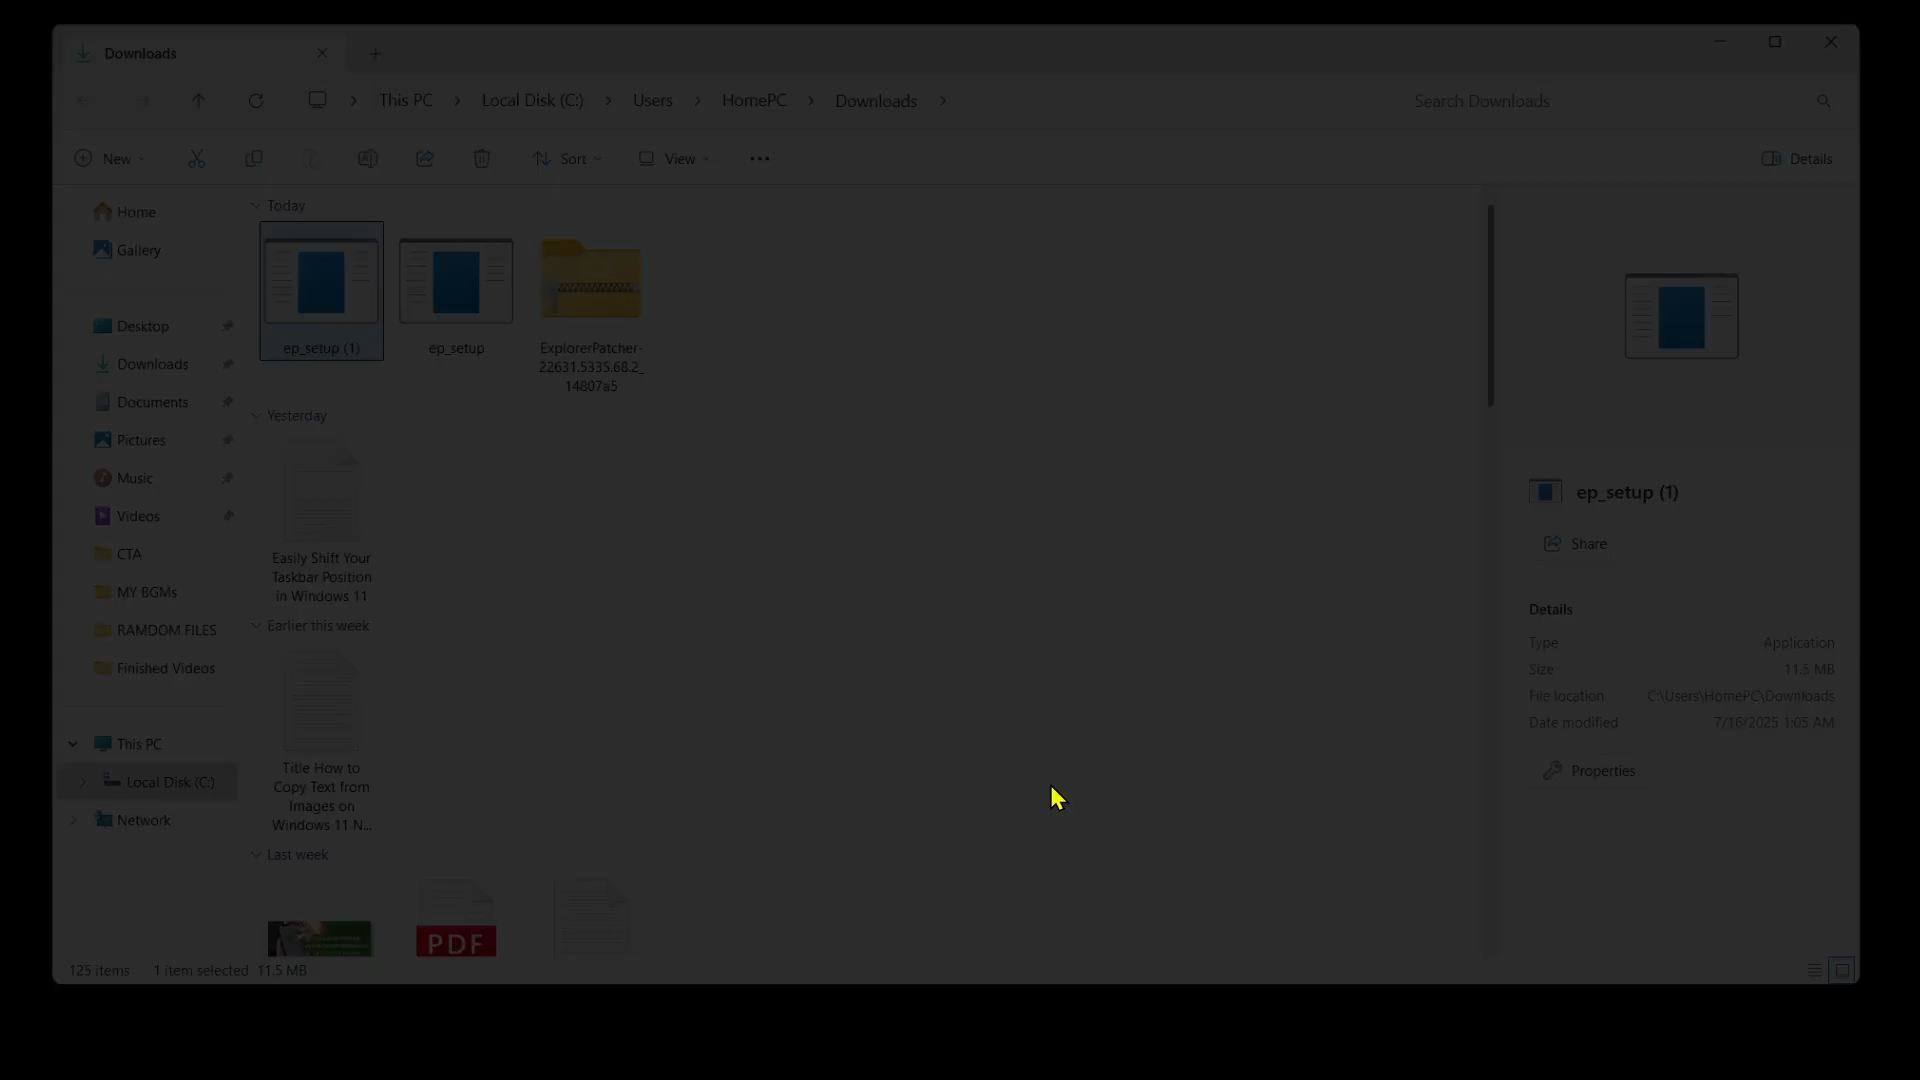 Downloads
This PC
Local Disk (C:)
Users
HomePC
Downloads
Search Downloads
New
Sort
View
Details
Home
Gallery
Desktop
Downloads
Documents
Pictures
Music
Videos
CTA
MY BGMs
RAMDOM FILES
Finished Videos
This PC
Local Disk (C:)
Network
Today
ep_setup (1)
ep_setup
ExplorerPatcher-
22631.5335.68.2_
14807a5
Yesterday
Easily Shift Your
Taskbar Position
in Windows 11
Earlier this week
Title How to
Copy Text from
Images on
Windows 11 N...
Last week
PDF
ep_setup (1)
Share
Details
Type Application
Size 11.5 MB
File location C:\Users\HomePC\Downloads
Date modified 7/16/2025 1:05 AM
Properties
125 items 1 item selected 11.5 MB